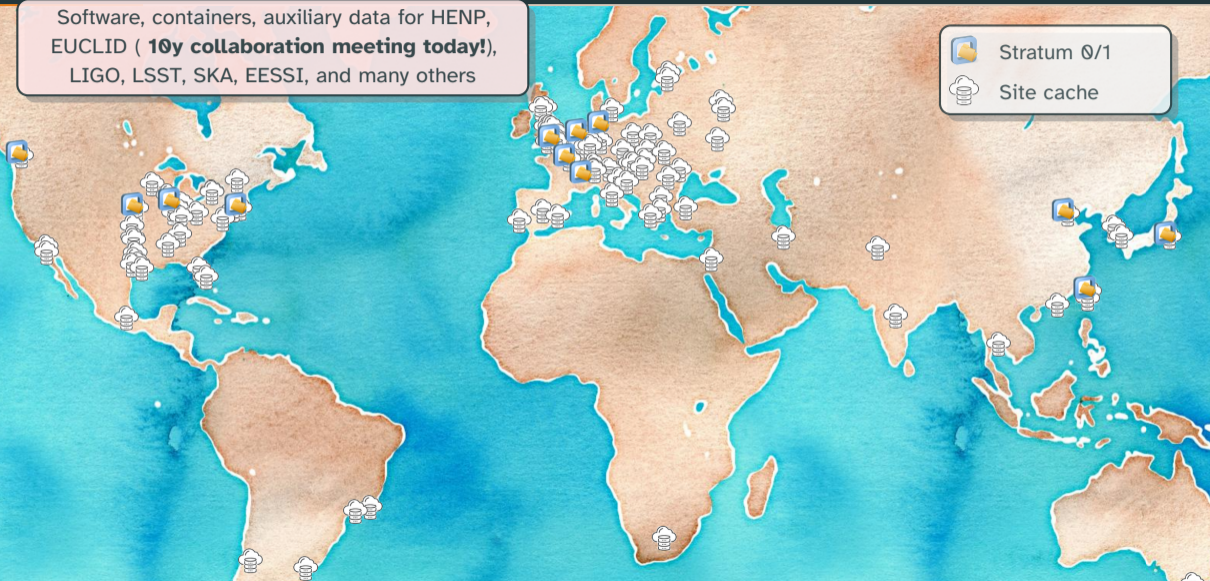 Software, containers, auxiliary data for HENP,
EUCLID ( 10y collaboration meeting today!),
LIGO, LSST, SKA, EESSI, and many others
Stratum 0/1
Site cache